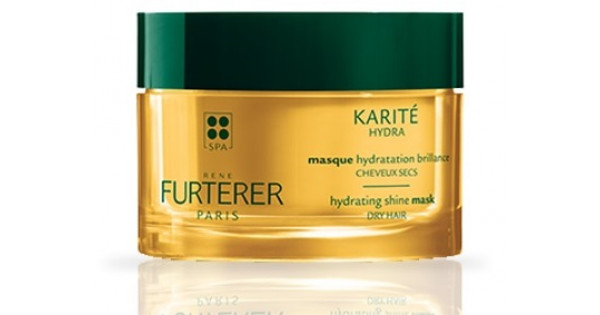 SPA
RENE
FURTERER
PARIS
KARITÉ
HYDRA
masque hydratation brillance
CHEVEUX SECS
hydrating shine mask
DRY HAIR